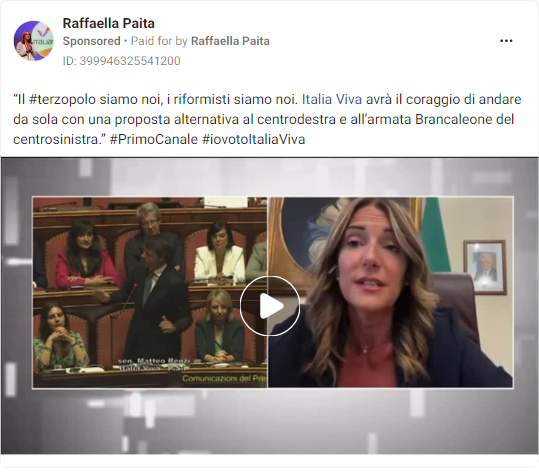 Raffaella Paita
Sponsored • Paid for by Raffaella Paita
ID: 399946325541200
“Il #terzopolo siamo noi, i riformisti siamo noi. Italia Viva avrà il coraggio di andare
da sola con una proposta alternativa al centrodestra e all’armata Brancaleone del
centrosinistra.” #PrimoCanale #iovotoItaliaViva
sen. Matteo Renzi
Italia Viva
Comunicazioni del Pre